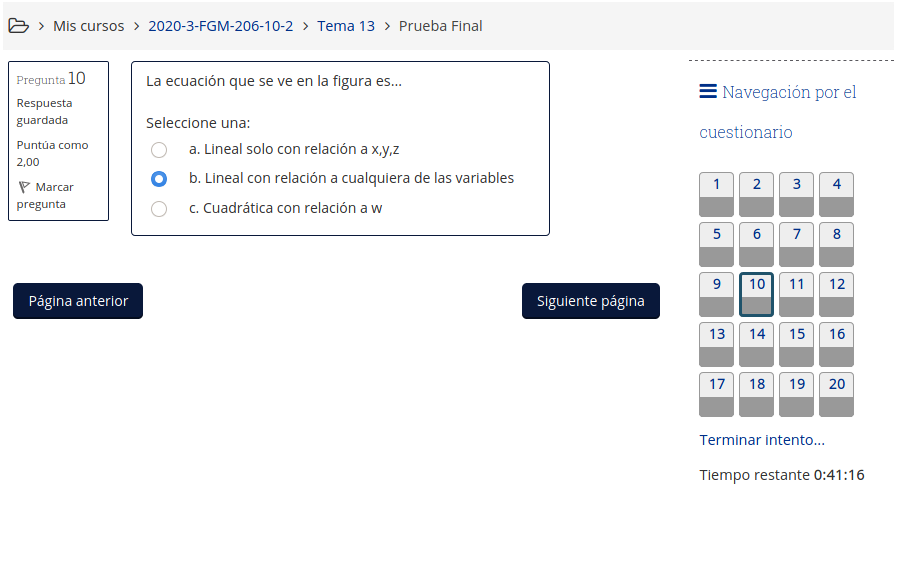 Mis cursos > 2020-3-FGM-206-10-2 > Tema 13 > Prueba Final
Pregunta 10
Respuesta
guardada
Puntúa como
2,00
Marcar
pregunta
La ecuación que se ve en la figura es...
Seleccione una:
a. Lineal solo con relación a x,y,z
b. Lineal con relación a cualquiera de las variables
c. Cuadrática con relación a w
Página anterior
Siguiente página
Navegación por el
cuestionario
1 2 3 4
5 6 7 8
9 10 11 12
13 14 15 16
17 18 19 20
Terminar intento...
Tiempo restante 0:41:16